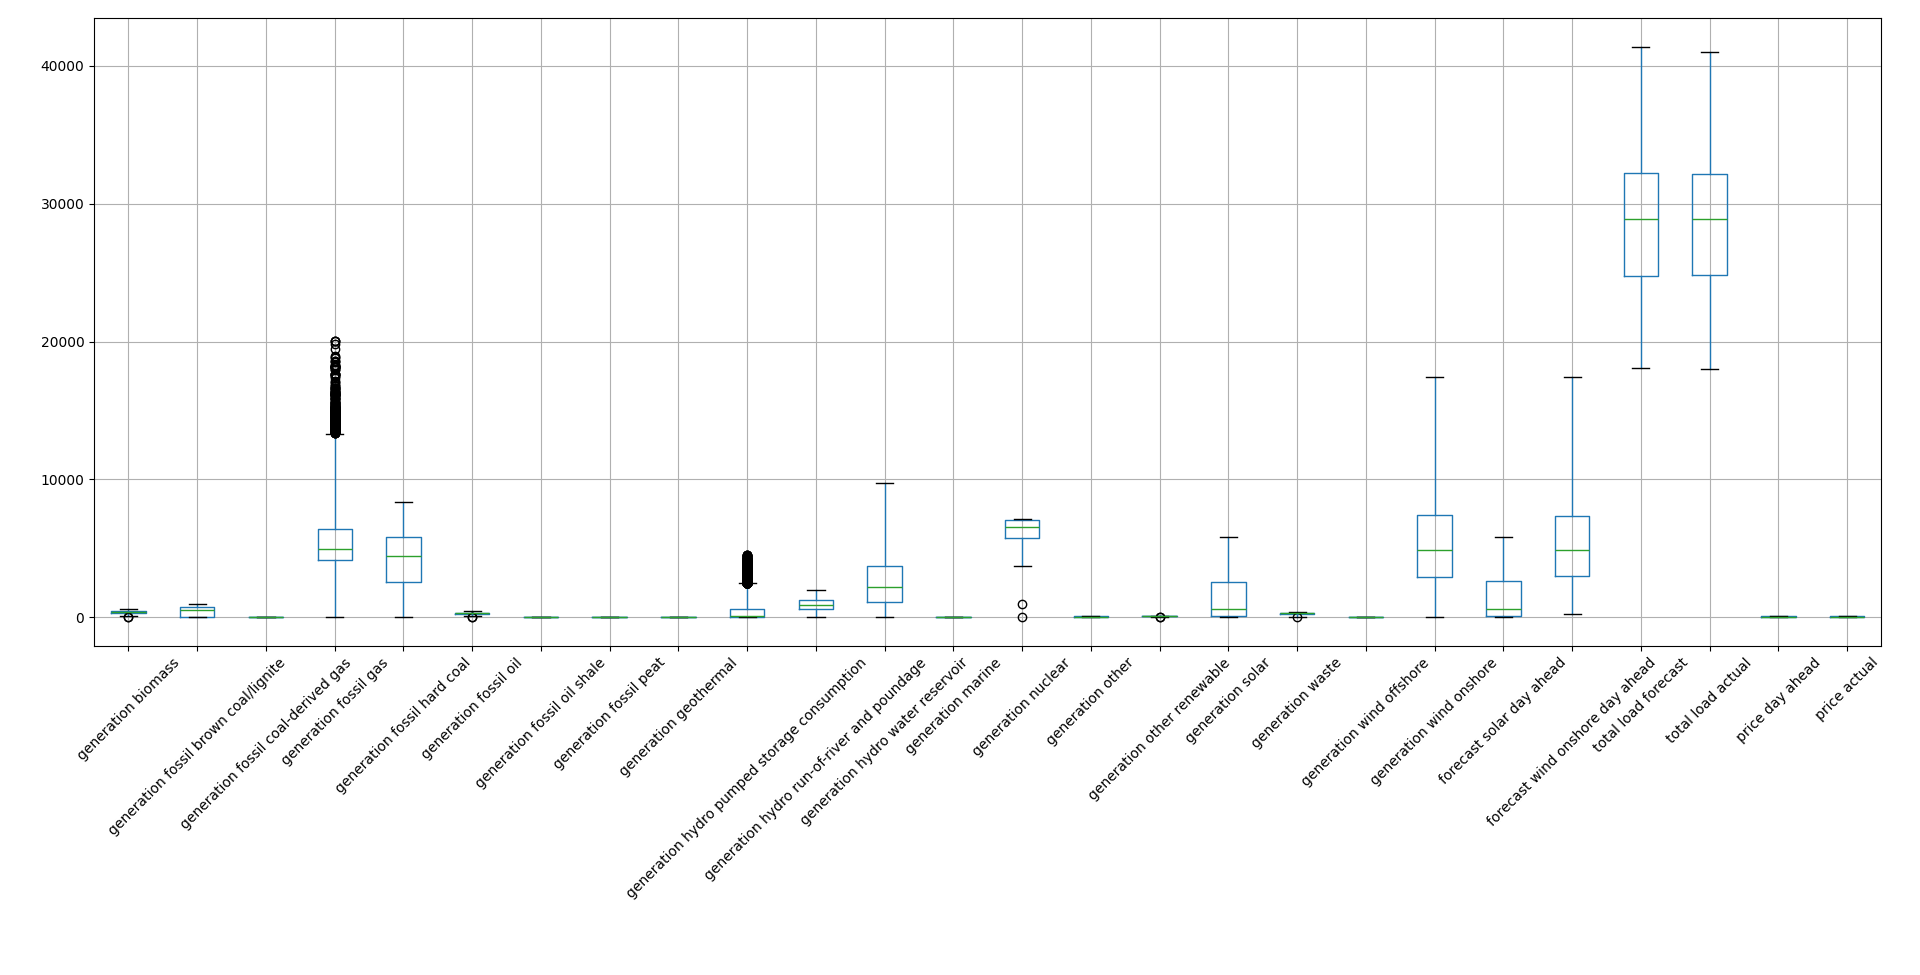 40000
30000
20000
10000
0
generation biomass
generation fossil brown coal/lignite
generation fossil coal-derived gas
generation fossil gas
generation fossil hard coal
generation fossil oil
generation fossil oil shale
generation fossil peat
generation geothermal
generation hydro pumped storage consumption
generation hydro run-of-river and poundage
generation hydro water reservoir
generation marine
generation nuclear
generation other
generation other renewable
generation solar
generation waste
generation wind offshore
generation wind onshore
forecast solar day ahead
forecast wind onshore day ahead
total load forecast
total load actual
price day ahead
price actual